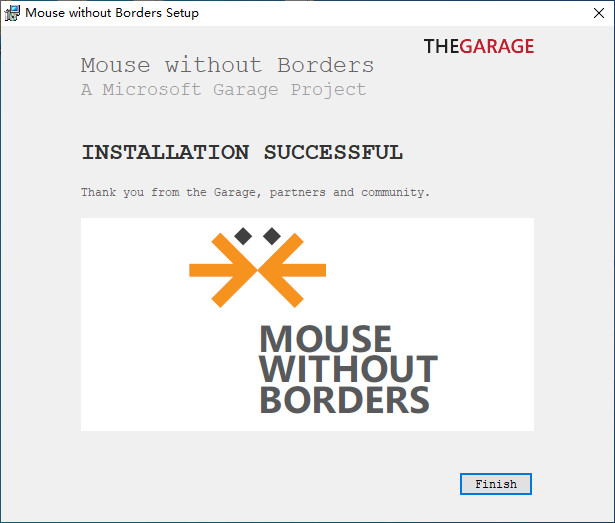 Mouse without Borders Setup
THEGARAGE
Mouse without Borders
A Microsoft Garage Project
INSTALLATION SUCCESSFUL
Thank you from the Garage, partners and community.
MOUSE
WITHOUT
BORDERS
Finish